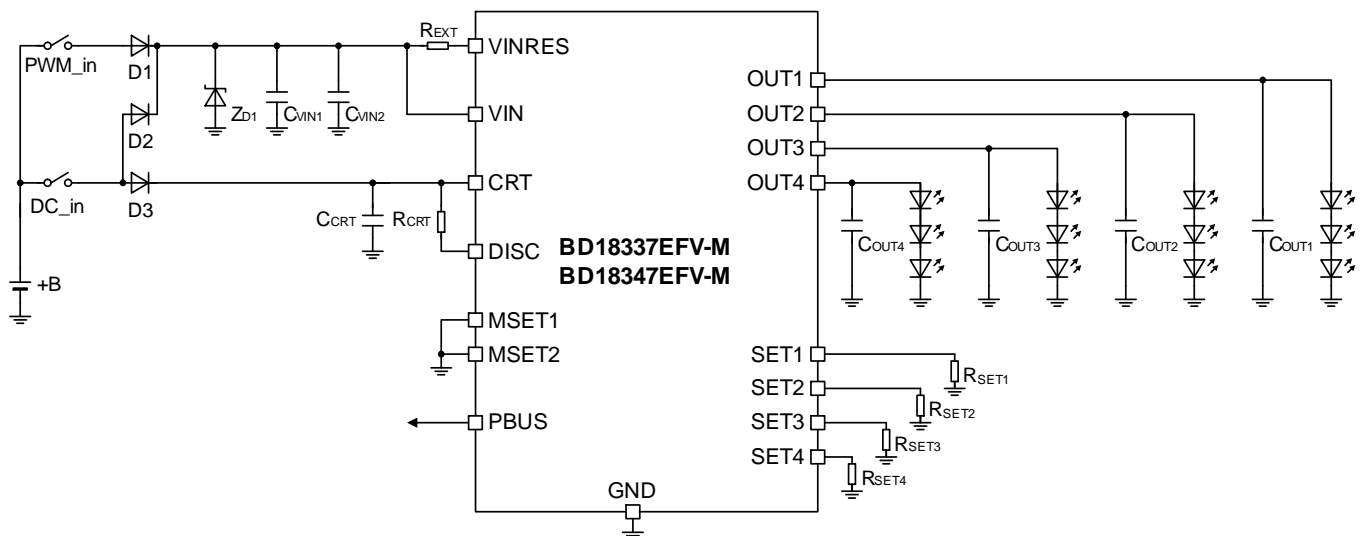 REXT
PWM_in
D1
ZD1
CVIN1
CVIN2
D2
DC_in
D3
CCRT
RCRT
+B
VINRES
VIN
CRT
DISC
MSET1
MSET2
PBUS
BD18337EFV-M
BD18347EFV-M
GND
OUT1
OUT2
OUT3
OUT4
COUT4
COUT3
COUT2
COUT1
SET1
SET2
SET3
SET4
RSET1
RSET2
RSET3
RSET4